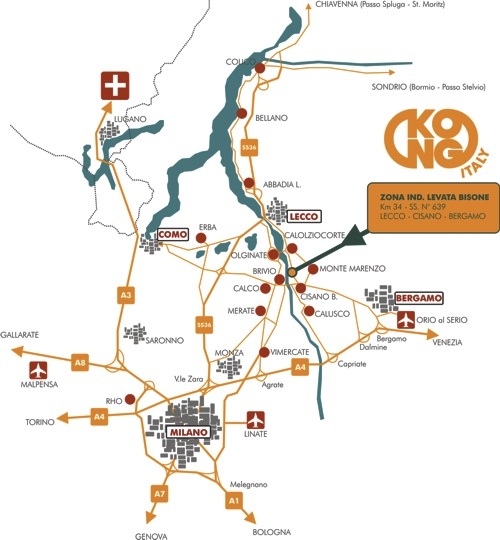 CHIAVENNA (Passo Spluga - St. Moritz)
COLICO
SONDRIO (Bormio - Passo Stelvio)
LUGANO
BELLANO
KONG
ITALY
SS36
ABBADIA L.
ZONA IND. LEVATA BISONE
Km 34 - SS. N° 639
LECCO - CISANO - BERGAMO
LECCO
ERBA
COMO
CALOLZIOCORTE
OLGINATE
BRIVIO
MONTE MARENZO
CALCO
CISANO B.
BERGAMO
A3
MERATE
CALUSCO
ORIO al SERIO
SS36
GALLARATE
SARONNO
Bergamo
VENEZIA
Dalmine
MONZA
VIMERCATE
A8
Capriate
A4
MALPENSA
V.le Zara
Agrate
RHO
TORINO
A4
MILANO
LINATE
Melegnano
A7
A1
GENOVA
BOLOGNA